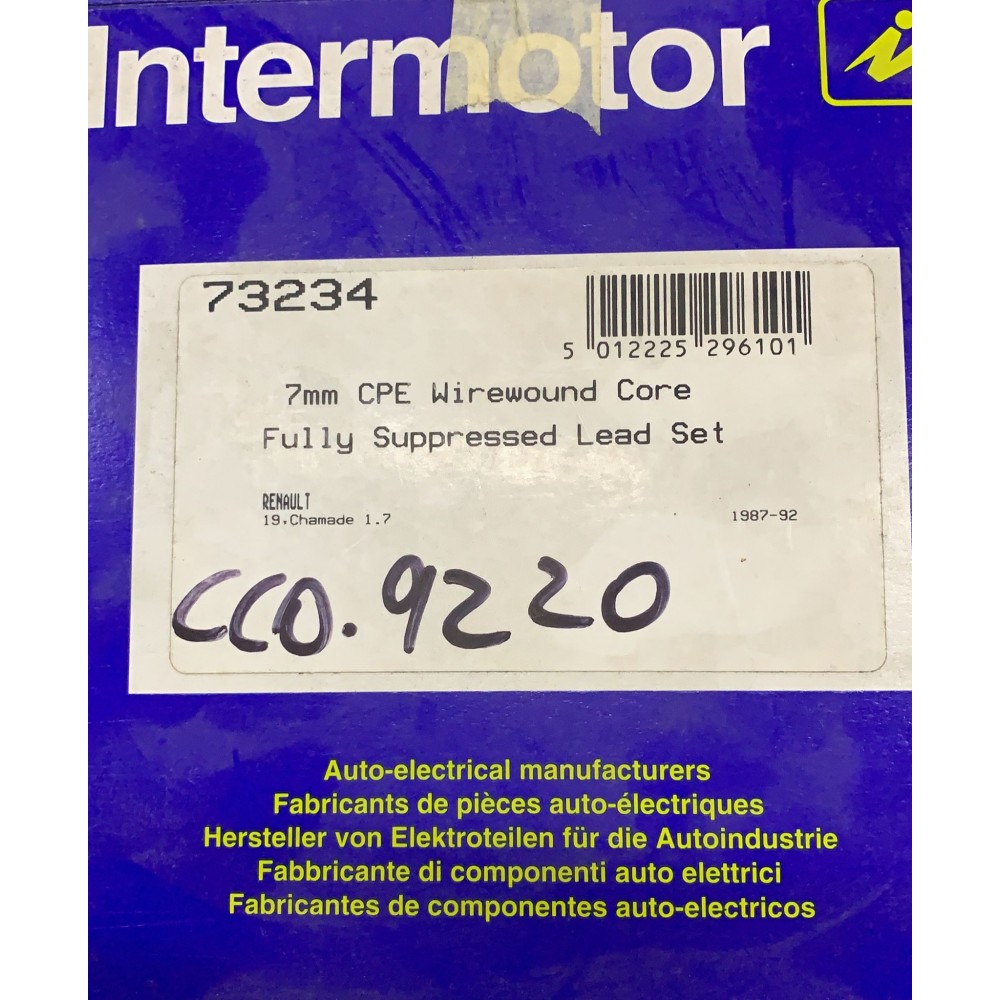 Intermotor
73234
5 012225 296101
7mm CPE Wirewound Core
Fully Suppressed Lead Set
RENAULT
19,Chamade 1.7 1987-92
CCO.9220
Auto-electrical manufacturers
Fabricants de pièces auto-électriques
Hersteller von Elektroteilen für die Autoindustrie
Fabbricante di componenti auto elettrici
Fabricantes de componentes auto-electricos